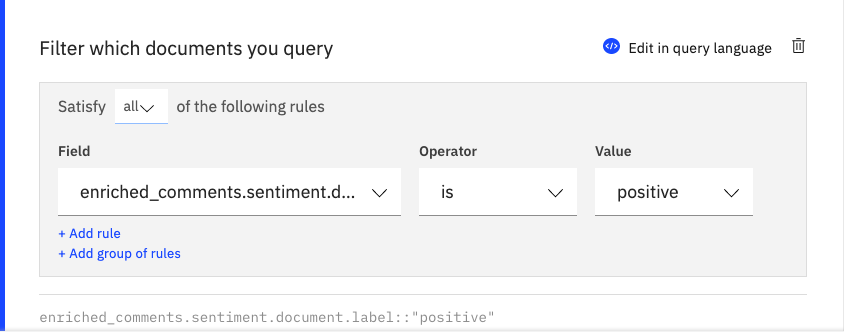 Filter which documents you query
</> Edit in query language
Satisfy all of the following rules
Field Operator Value
enriched_comments.sentiment.d... is positive
+ Add rule
+ Add group of rules
enriched_comments.sentiment.document.label::"positive"